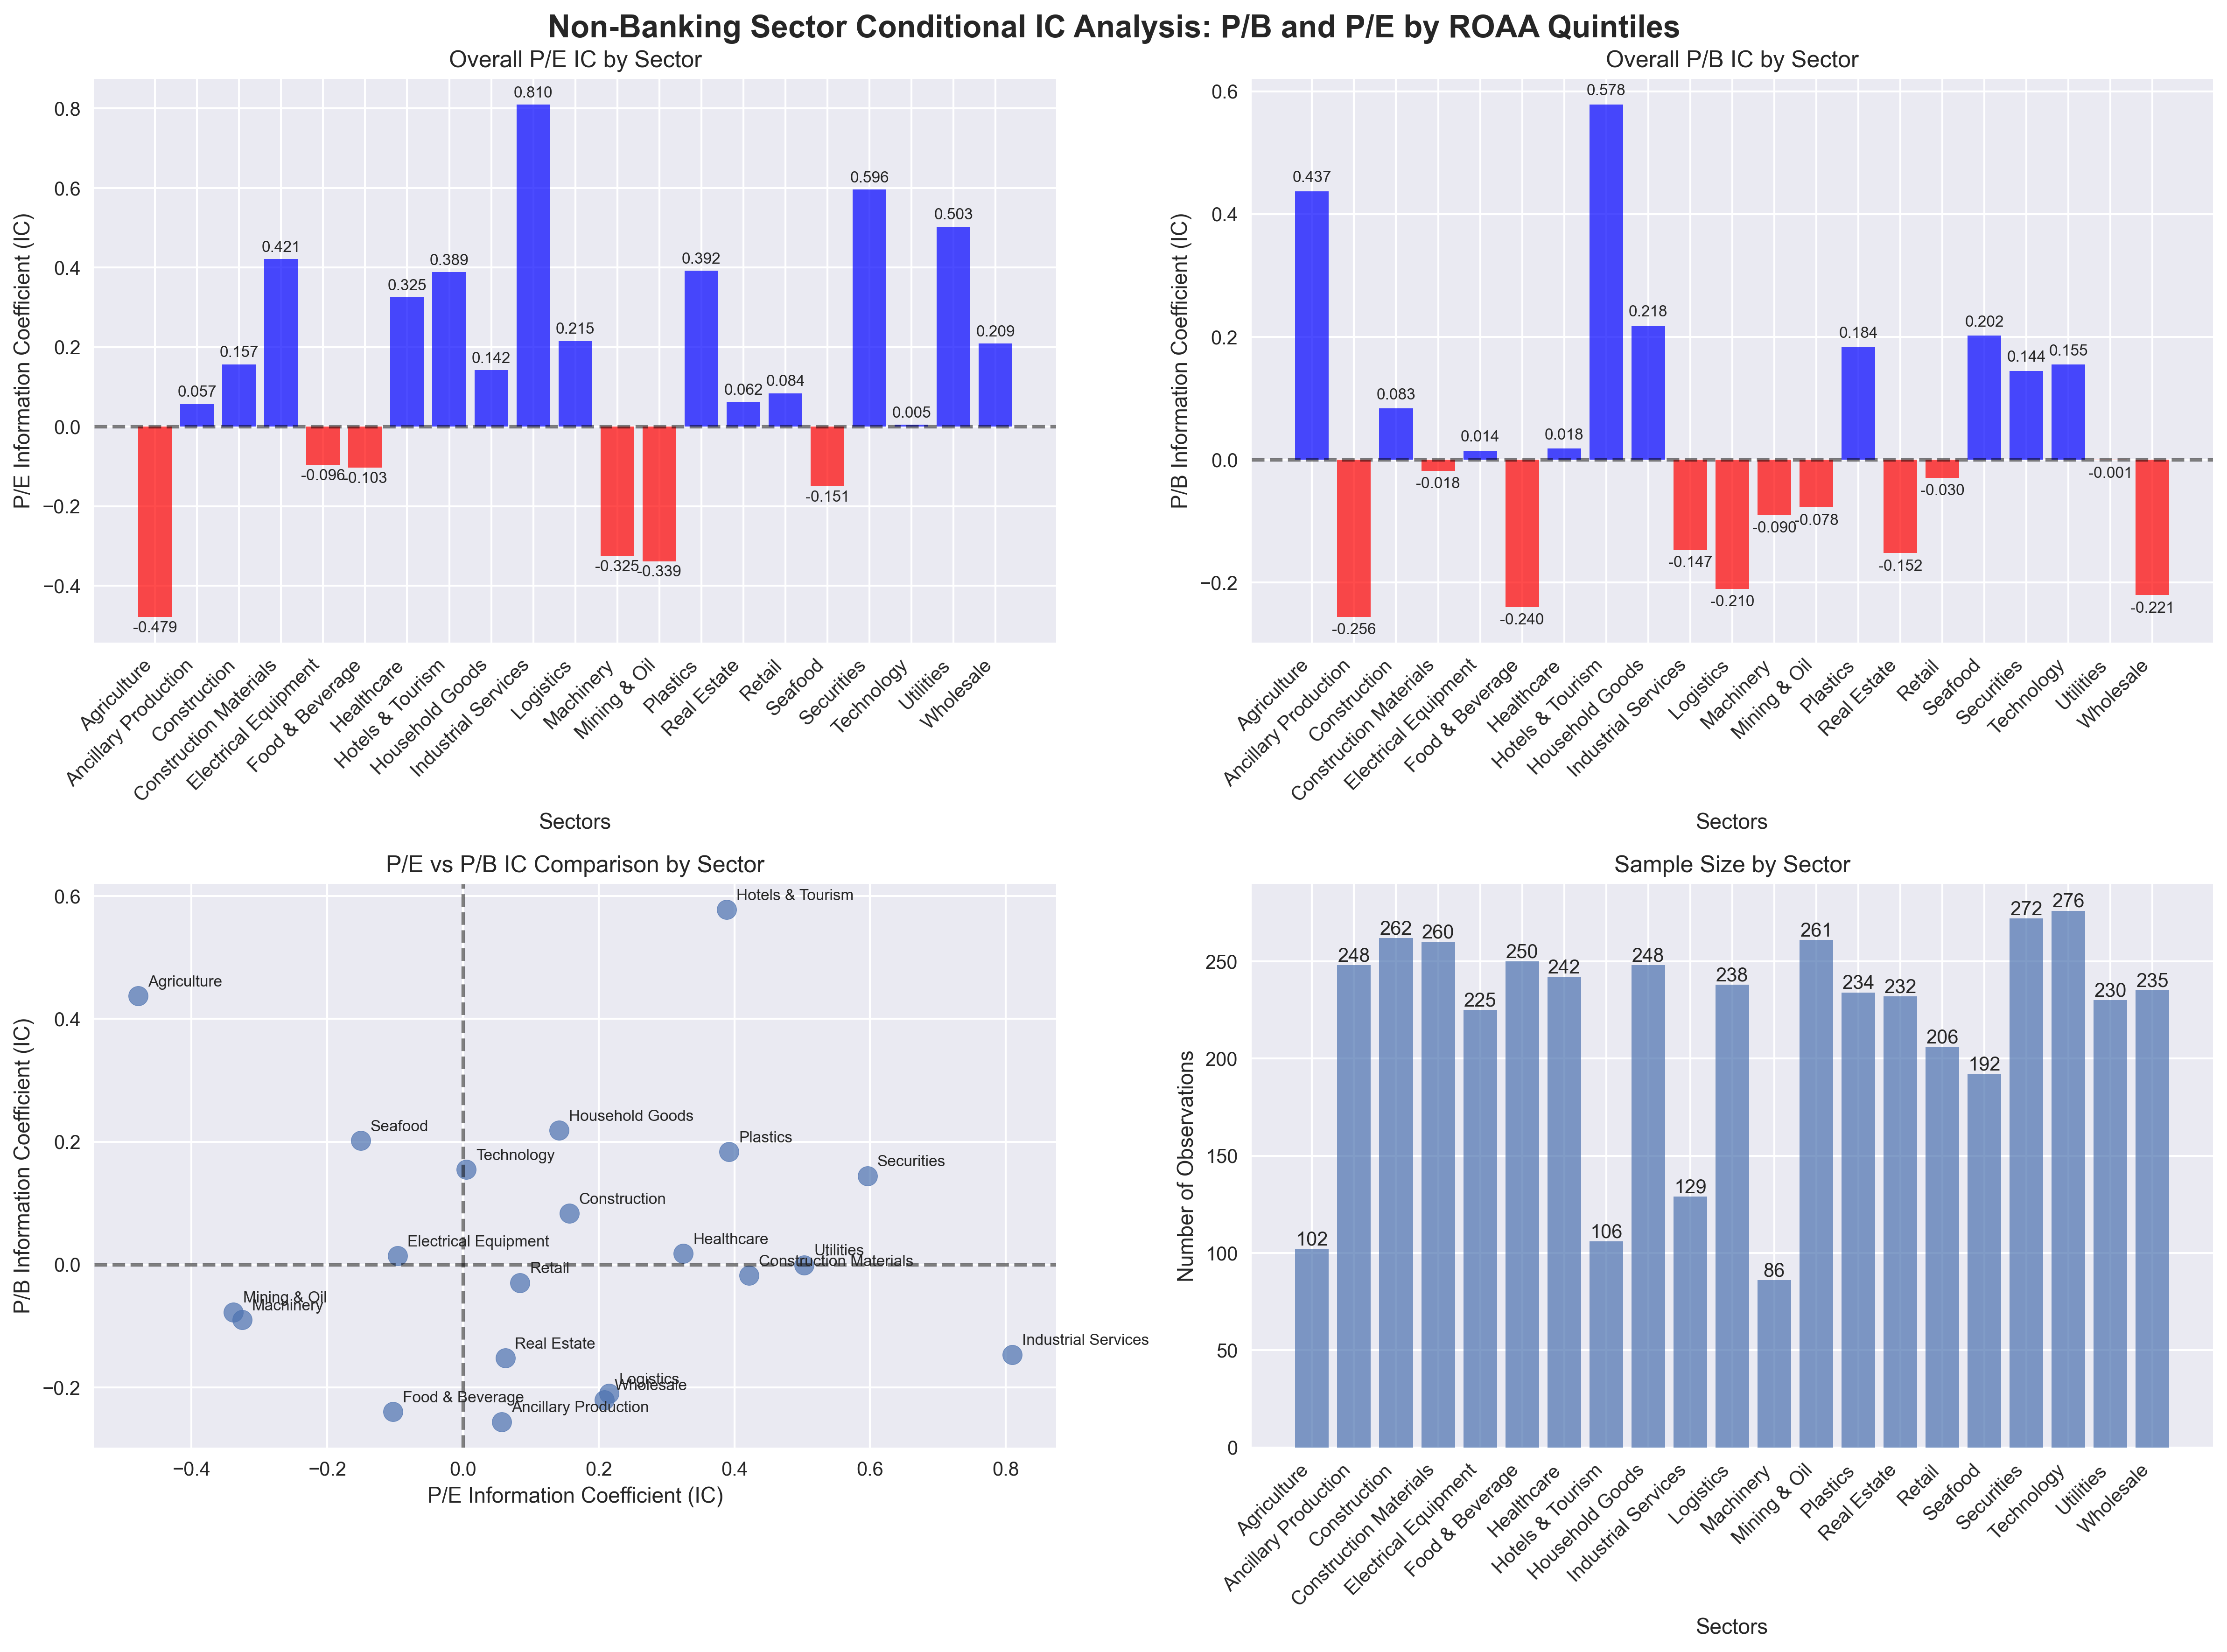 Non-Banking Sector Conditional IC Analysis: P/B and P/E by ROAA Quintiles
Overall P/E IC by Sector
P/E Information Coefficient (IC)
0.8
0.6
0.4
0.2
0.0
−0.2
−0.4
-0.479
0.057
0.157
0.421
-0.096
-0.103
0.325
0.389
0.142
0.810
0.215
-0.325
-0.339
0.392
0.062
0.084
-0.151
0.596
0.005
0.503
0.209
Agriculture
Ancillary Production
Construction
Construction Materials
Electrical Equipment
Food & Beverage
Healthcare
Hotels & Tourism
Household Goods
Industrial Services
Logistics
Machinery
Mining & Oil
Plastics
Real Estate
Retail
Seafood
Securities
Technology
Utilities
Wholesale
Sectors
Overall P/B IC by Sector
P/B Information Coefficient (IC)
0.6
0.4
0.2
0.0
−0.2
0.437
-0.256
0.083
-0.018
0.014
-0.240
0.018
0.578
0.218
-0.147
-0.210
-0.090
-0.078
0.184
-0.152
-0.030
0.202
0.144
0.155
-0.001
-0.221
Agriculture
Ancillary Production
Construction
Construction Materials
Electrical Equipment
Food & Beverage
Healthcare
Hotels & Tourism
Household Goods
Industrial Services
Logistics
Machinery
Mining & Oil
Plastics
Real Estate
Retail
Seafood
Securities
Technology
Utilities
Wholesale
Sectors
P/E vs P/B IC Comparison by Sector
P/B Information Coefficient (IC)
0.6
0.4
0.2
0.0
−0.2
Hotels & Tourism
Agriculture
Household Goods
Seafood
Plastics
Technology
Securities
Construction
Electrical Equipment
Healthcare
Utilities
Construction Materials
Retail
Mining & Oil
Machinery
Real Estate
Industrial Services
Logistics
Wholesale
Food & Beverage
Ancillary Production
−0.4
−0.2
0.0
0.2
0.4
0.6
0.8
P/E Information Coefficient (IC)
Sample Size by Sector
Number of Observations
250
200
150
100
50
0
102
248
262
260
225
250
242
106
248
129
238
86
261
234
232
206
192
272
276
230
235
Agriculture
Ancillary Production
Construction
Construction Materials
Electrical Equipment
Food & Beverage
Healthcare
Hotels & Tourism
Household Goods
Industrial Services
Logistics
Machinery
Mining & Oil
Plastics
Real Estate
Retail
Seafood
Securities
Technology
Utilities
Wholesale
Sectors